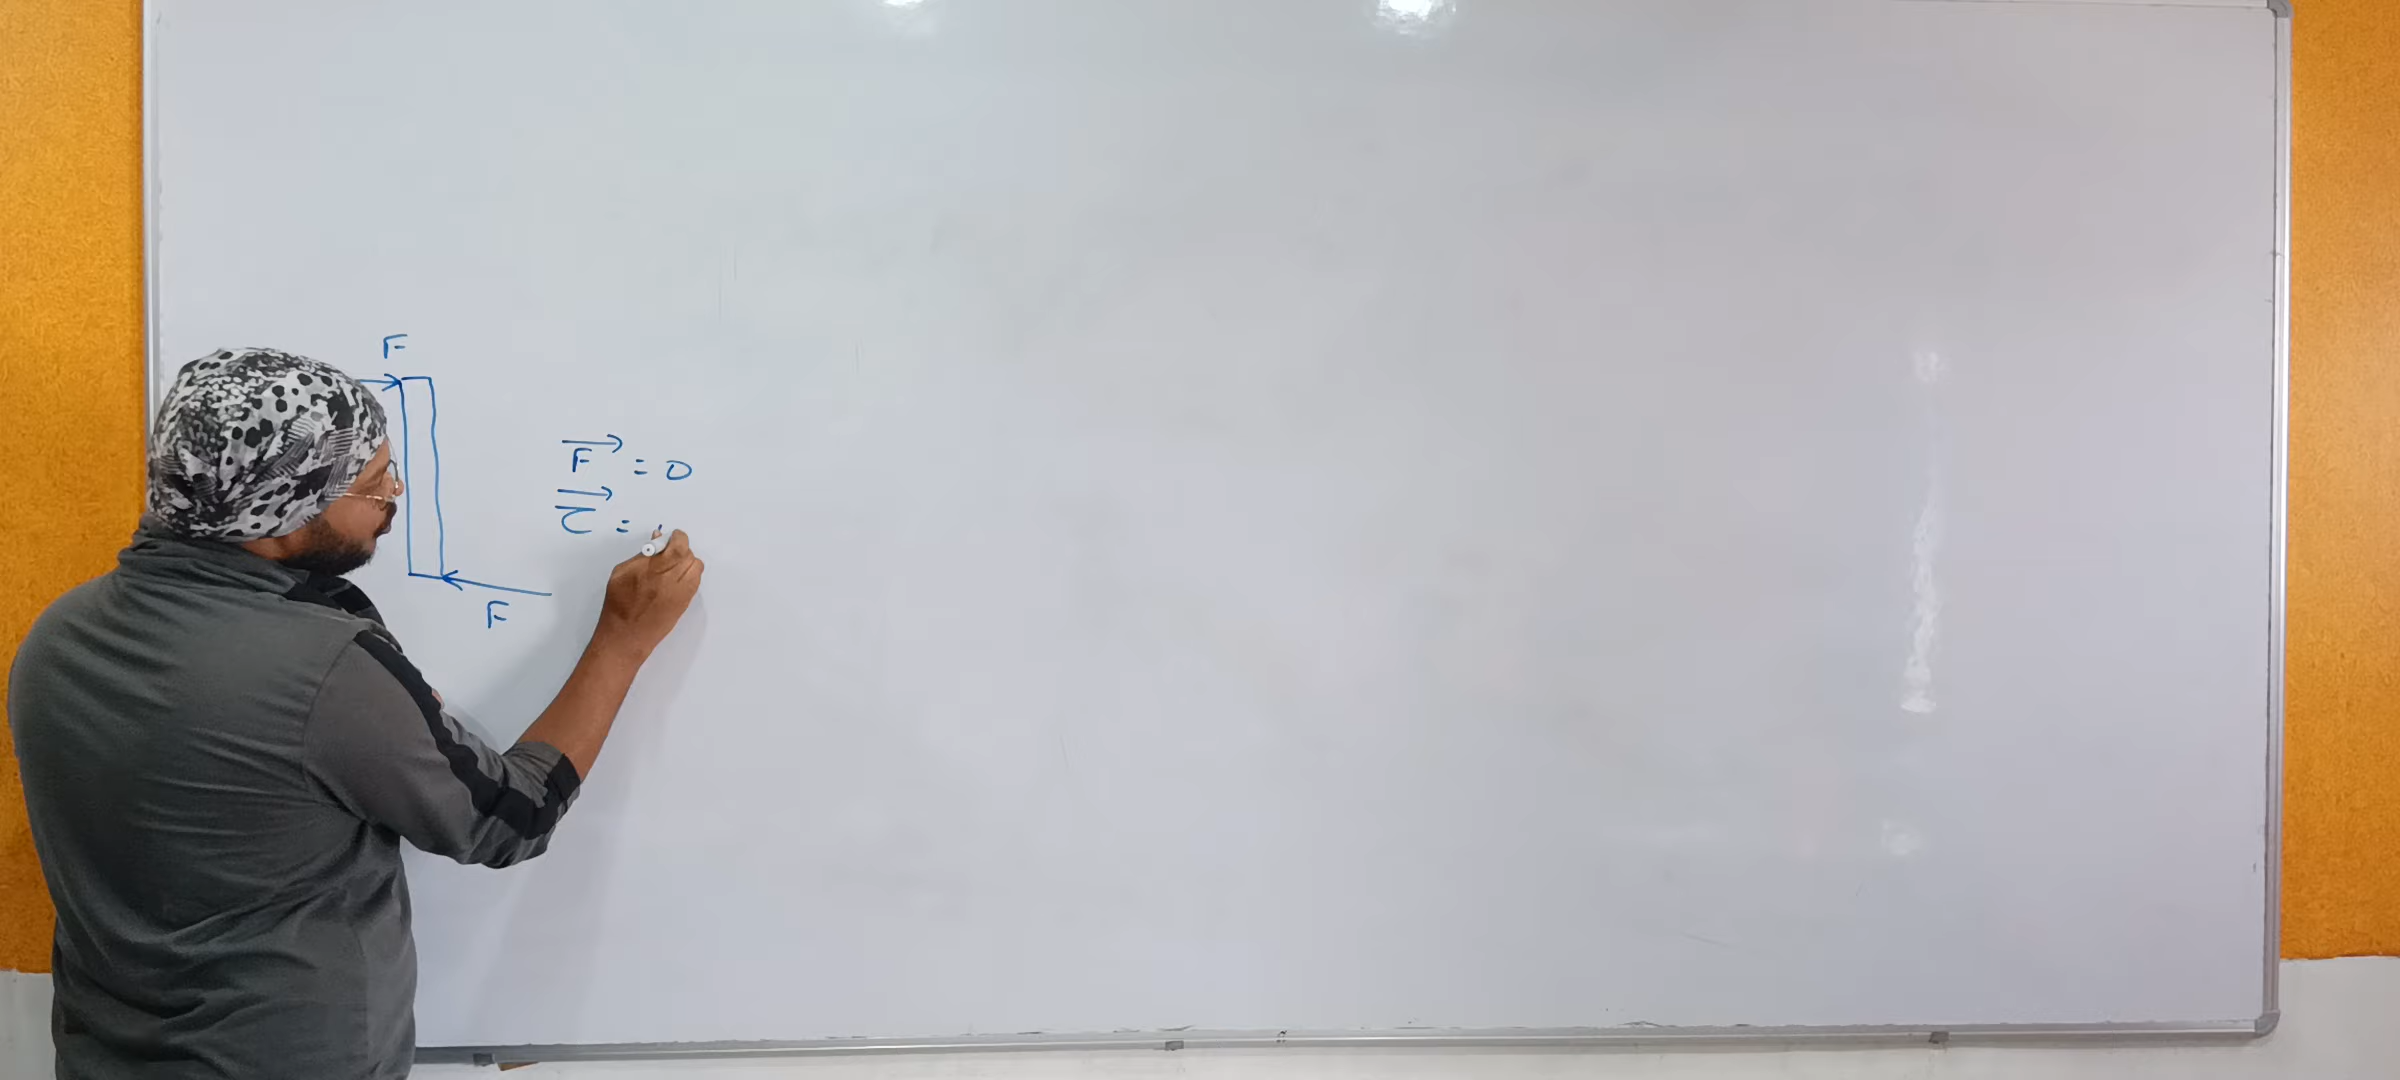 F
F⃗ = 0
τ⃗ =
F